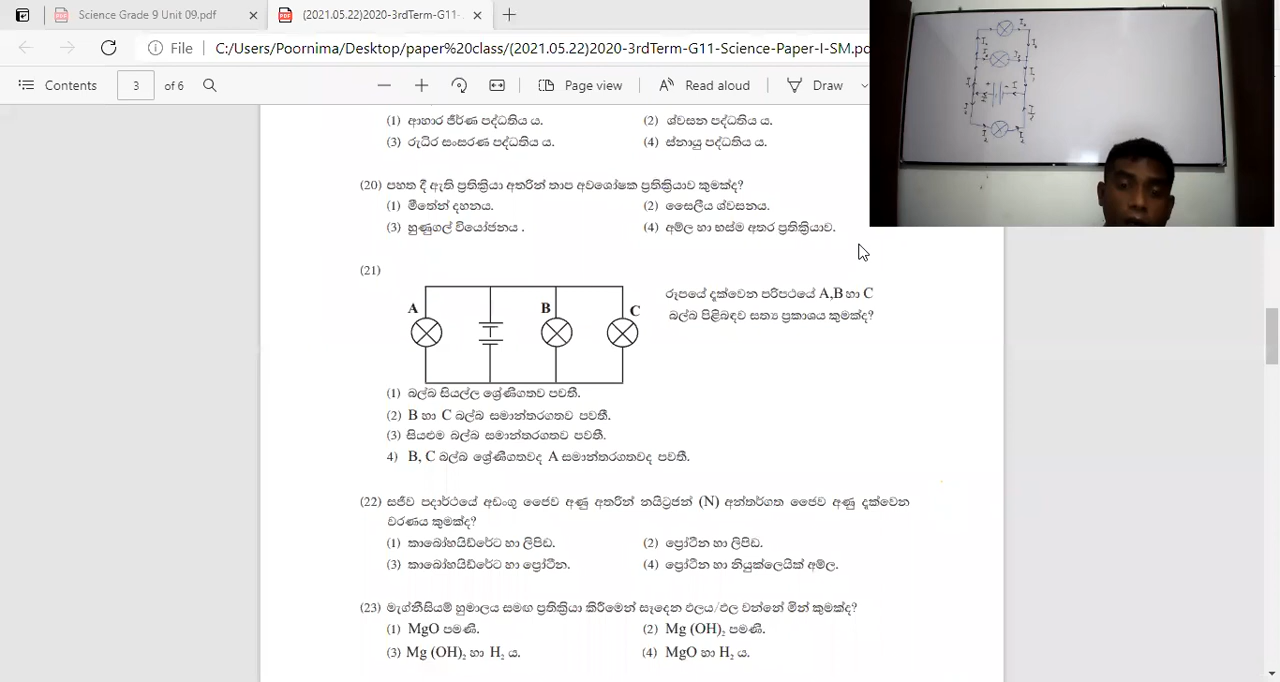 Science Grade 9 Unit 09.pdf
(2021.05.22)2020-3rdTerm-G11-
File
C:/Users/Poornima/Desktop/paper%20class/(2021.05.22)2020-3rdTerm-G11-Science-Paper-I-SM.po
Contents 3 of 6 Page view Read aloud Draw
(1) ආහාර ජීර්ණ පද්ධතිය ය. (2) ශ්වසන පද්ධතිය ය.
(3) රුධිර සංසරණ පද්ධතිය ය. (4) ස්නායු පද්ධතිය ය.
(20) පහත දී ඇති ප්‍රතික්‍රියා අතරින් තාප අවශෝෂක ප්‍රතික්‍රියාව කුමක්ද?
(1) මීතේන් දහනය. (2) සෛලීය ශ්වසනය.
(3) හුණුගල් වියෝජනය . (4) අම්ල හා භස්ම අතර ප්‍රතික්‍රියාව.
(21)
A B C
රූපයේ දැක්වෙන පරිපථයේ A,B හා C
බල්බ පිළිබඳව සත්‍ය ප්‍රකාශය කුමක්ද?
(1) බල්බ සියල්ල ශ්‍රේණිගතව පවතී.
(2) B හා C බල්බ සමාන්තරගතව පවතී.
(3) සියළුම බල්බ සමාන්තරගතව පවතී.
4) B, C බල්බ ශ්‍රේණිගතවද A සමාන්තරගතවද පවතී.
(22) සජීව පදාර්ථයේ අඩංගු ජෛව අණු අතරින් නයිට්‍රජන් (N) අන්තර්ගත ජෛව අණු දැක්වෙන
වරණය කුමක්ද?
(1) කාබෝහයිඩ්රේට හා ලිපිඩ. (2) ප්‍රෝටීන හා ලිපිඩ.
(3) කාබෝහයිඩ්රේට හා ප්‍රෝටීන. (4) ප්‍රෝටීන හා නියුක්ලෙයික් අම්ල.
(23) මැග්නීසියම් හුමාලය සමඟ ප්‍රතික්‍රියා කිරීමෙන් සෑදෙන ඵලය/ඵල වන්නේ මින් කුමක්ද?
(1) MgO පමණි. (2) Mg (OH)₂ පමණි.
(3) Mg (OH)₂ හා H₂ ය. (4) MgO හා H₂ ය.